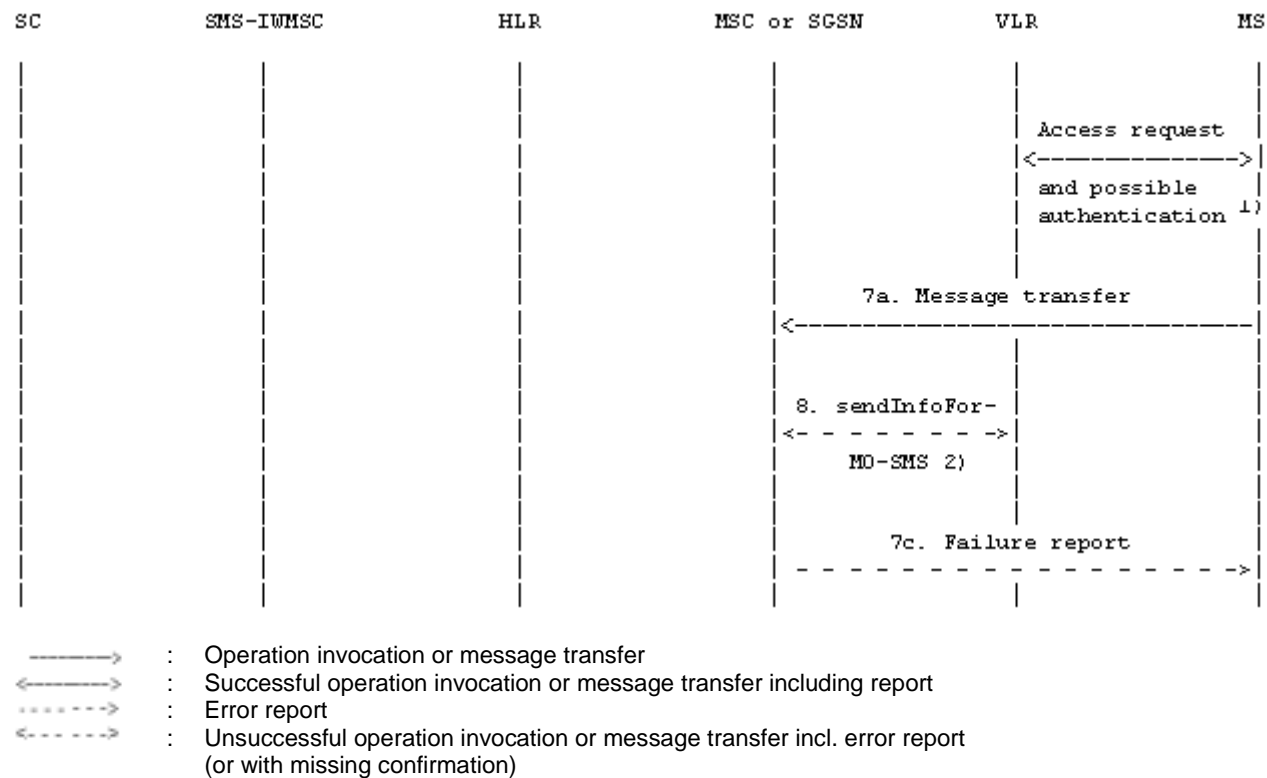 SC SMS-IWMSC HLR MSC or SGSN VLR MS
Access request
and possible
authentication 1)
7a. Message transfer
8. sendInfoFor-
MO-SMS 2)
7c. Failure report
: Operation invocation or message transfer
: Successful operation invocation or message transfer including report
: Error report
: Unsuccessful operation invocation or message transfer incl. error report
(or with missing confirmation)